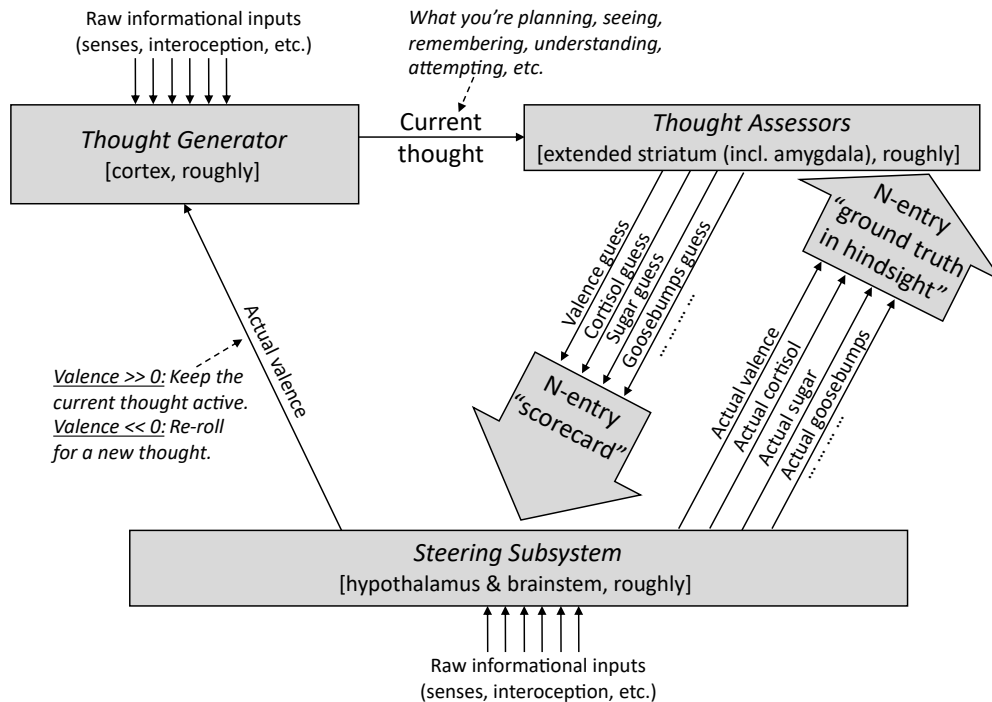 Raw informational inputs
(senses, interoception, etc.)
What you're planning, seeing,
remembering, understanding,
attempting, etc.
Thought Generator
[cortex, roughly]
Current
thought
Thought Assessors
[extended striatum (incl. amygdala), roughly]
Valence guess
Cortisol guess
Sugar guess
Goosebumps guess
... ... ...
N-entry
“scorecard”
N-entry
“ground truth
in hindsight”
Actual valence
Actual cortisol
Actual sugar
Actual goosebumps
... ... ...
Actual valence
Valence >> 0: Keep the
current thought active.
Valence << 0: Re-roll
for a new thought.
Steering Subsystem
[hypothalamus & brainstem, roughly]
Raw informational inputs
(senses, interoception, etc.)